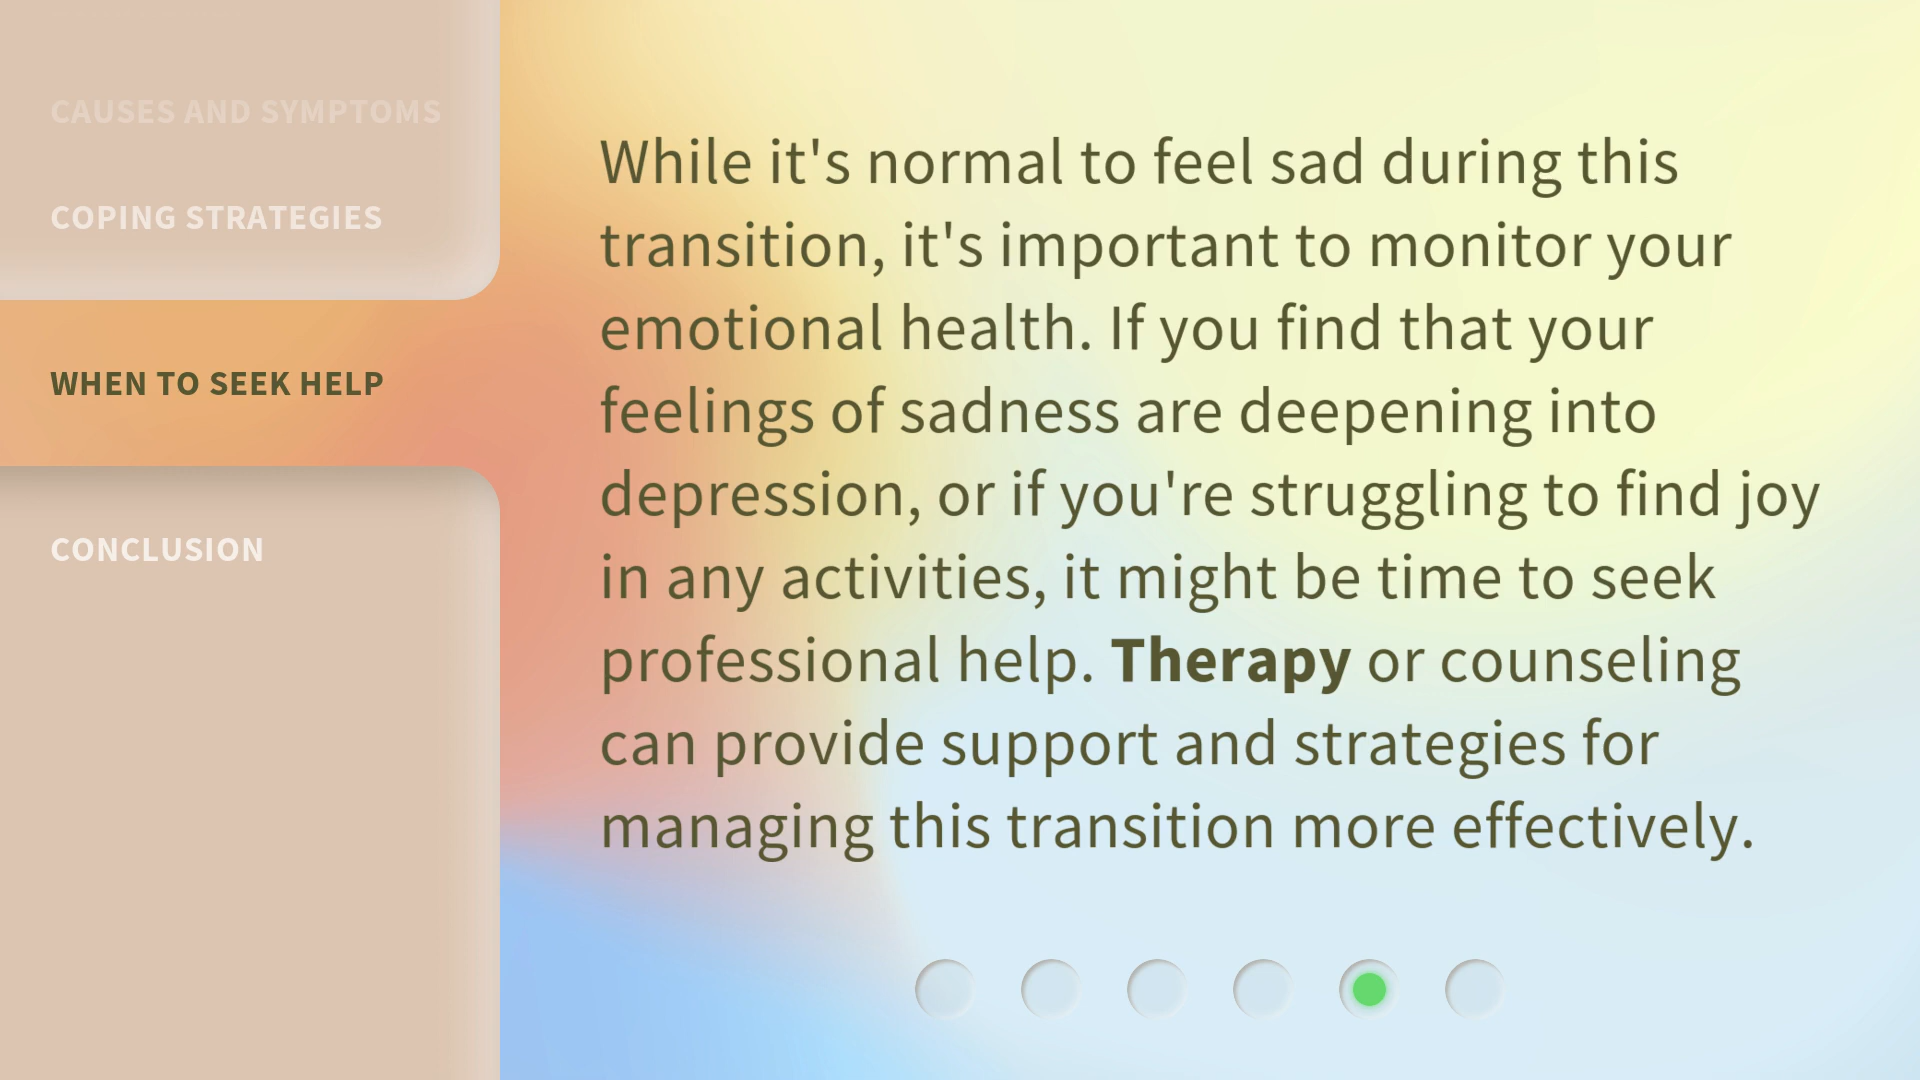 CAUSES AND SYMPTOMS
COPING STRATEGIES
WHEN TO SEEK HELP
CONCLUSION
While it's normal to feel sad during this
transition, it's important to monitor your
emotional health. If you find that your
feelings of sadness are deepening into
depression, or if you're struggling to find joy
in any activities, it might be time to seek
professional help. Therapy or counseling
can provide support and strategies for
managing this transition more effectively.